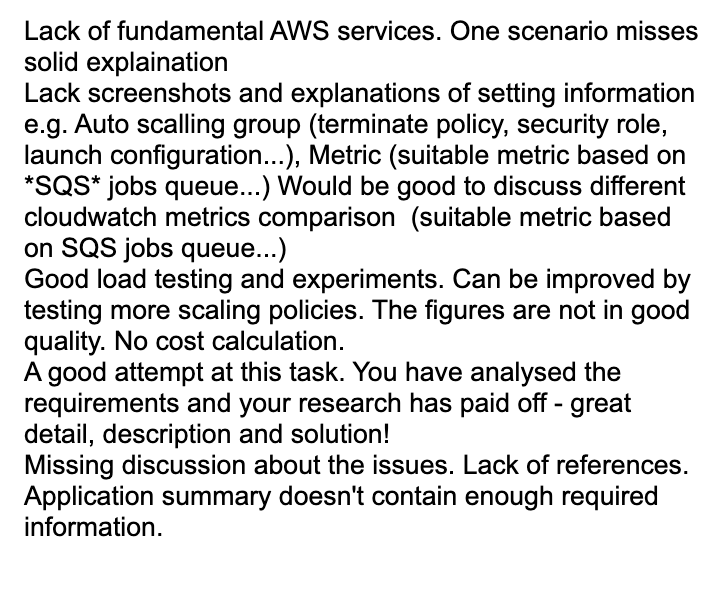 Lack of fundamental AWS services. One scenario misses
solid explaination
Lack screenshots and explanations of setting information
e.g. Auto scalling group (terminate policy, security role,
launch configuration...), Metric (suitable metric based on
*SQS* jobs queue...) Would be good to discuss different
cloudwatch metrics comparison  (suitable metric based
on SQS jobs queue...)
Good load testing and experiments. Can be improved by
testing more scaling policies. The figures are not in good
quality. No cost calculation.
A good attempt at this task. You have analysed the
requirements and your research has paid off - great
detail, description and solution!
Missing discussion about the issues. Lack of references.
Application summary doesn't contain enough required
information.